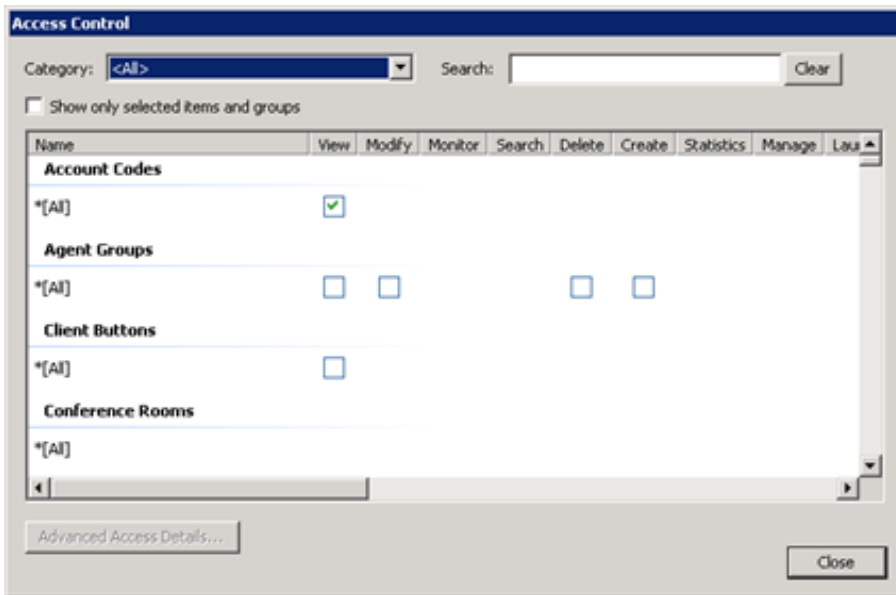 Access Control
Category: <All> Search: Clear
Show only selected items and groups
Name View Modify Monitor Search Delete Create Statistics Manage Lau
Account Codes
*[All]
Agent Groups
*[All]
Client Buttons
*[All]
Conference Rooms
*[All]
Advanced Access Details...
Close